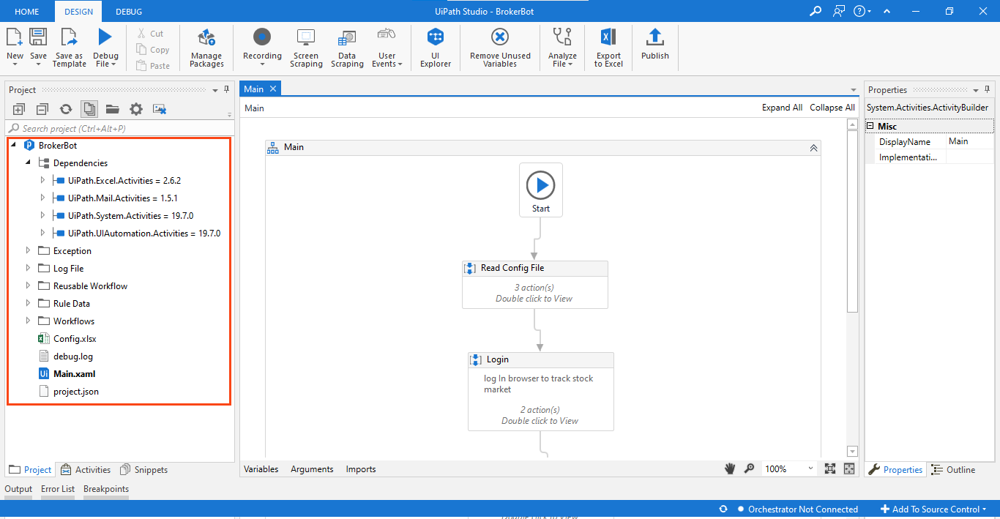 HOME
DESIGN
DEBUG
UiPath Studio - BrokerBot
New
Save
Save as
Template
Debug
File
Cut
Copy
Paste
Manage
Packages
Recording
Screen
Scraping
Data
Scraping
User
Events
UI
Explorer
Remove Unused
Variables
Analyze
File
Export
to Excel
Publish
Project
Search project (Ctrl+Alt+P)
BrokerBot
Dependencies
UiPath.Excel.Activities = 2.6.2
UiPath.Mail.Activities = 1.5.1
UiPath.System.Activities = 19.7.0
UiPath.UIAutomation.Activities = 19.7.0
Exception
Log File
Reusable Workflow
Rule Data
Workflows
Config.xlsx
debug.log
Ui Main.xaml
project.json
Project
Activities
Snippets
Main
Main
Expand All
Collapse All
Main
Start
Read Config File
3 action(s)
Double click to View
Login
log In browser to track stock
market
2 action(s)
Double click to View
Variables
Arguments
Imports
100%
Properties
System.Activities.ActivityBuilder
Misc
DisplayName Main
Implementati...
Properties
Outline
Output
Error List
Breakpoints
Orchestrator Not Connected
Add To Source Control
Double click to View